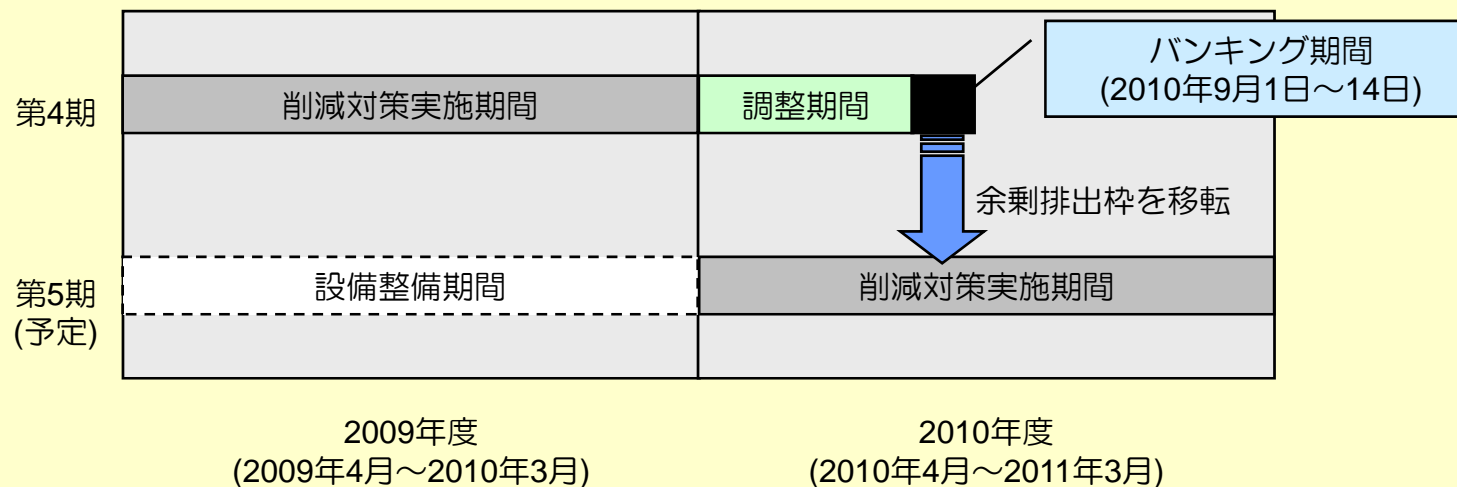 バンキング期間
(2010年9月1日～14日)
第4期
削減対策実施期間
調整期間
余剰排出枠を移転
第5期
(予定)
設備整備期間
削減対策実施期間
2009年度
(2009年4月～2010年3月)
2010年度
(2010年4月～2011年3月)